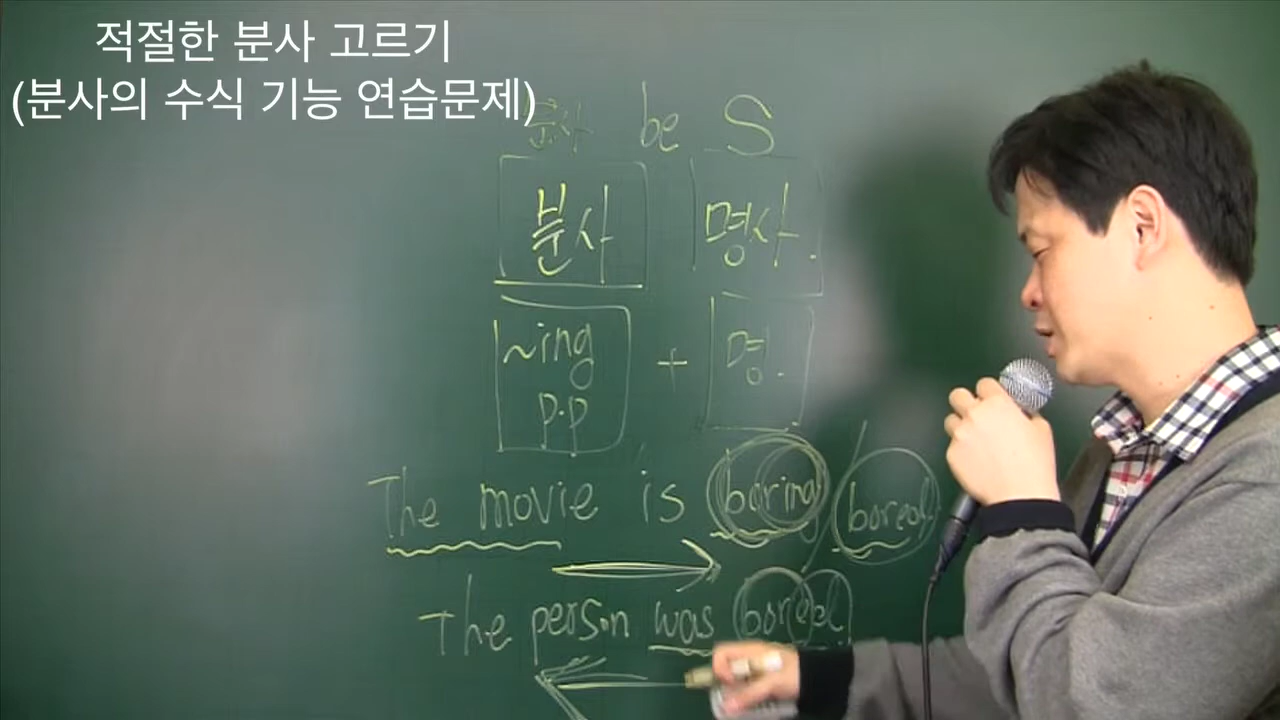 적절한 분사 고르기
(분사의 수식 기능 연습문제)
분사 be S
분사 명사.
~ing + 명.
p.p
The movie is boring / bored
The person was bored